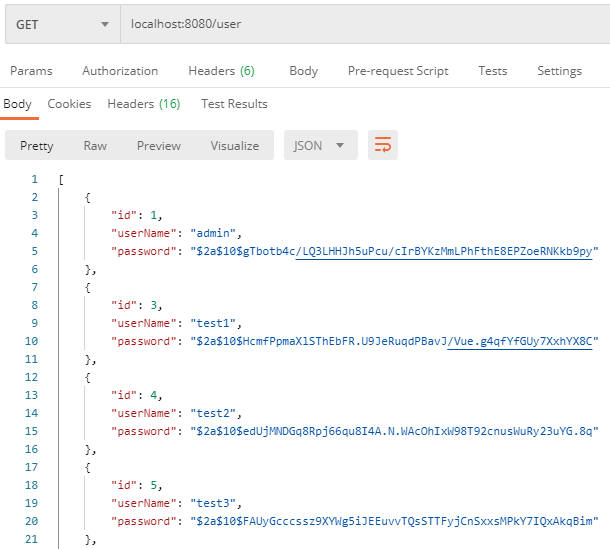 GET localhost:8080/user
Params Authorization Headers (6) Body Pre-request Script Tests Settings
Body Cookies Headers (16) Test Results
Pretty Raw Preview Visualize JSON
1 [
2 {
3 "id": 1,
4 "userName": "admin",
5 "password": "$2a$10$gTbotb4c/LQ3LHHJh5uPcu/cIrBYKzMmLPhFthE8EPZoeRNKkb9py"
6 },
7 {
8 "id": 3,
9 "userName": "test1",
10 "password": "$2a$10$HcmfPpmaXlSThEbFR.U9JeRuqdPBavJ/Vue.g4qfYfGUy7XxhYX8C"
11 },
12 {
13 "id": 4,
14 "userName": "test2",
15 "password": "$2a$10$edUjMNDGq8Rpj66qu8I4A.N.WAcOhIxW98T92cnusWuRy23uYG.8q"
16 },
17 {
18 "id": 5,
19 "userName": "test3",
20 "password": "$2a$10$FAUyGcccssz9XYWg5iJEEuvvTQsSTTFyjCnSxxsMPkY7IQxAkqBim"
21 },